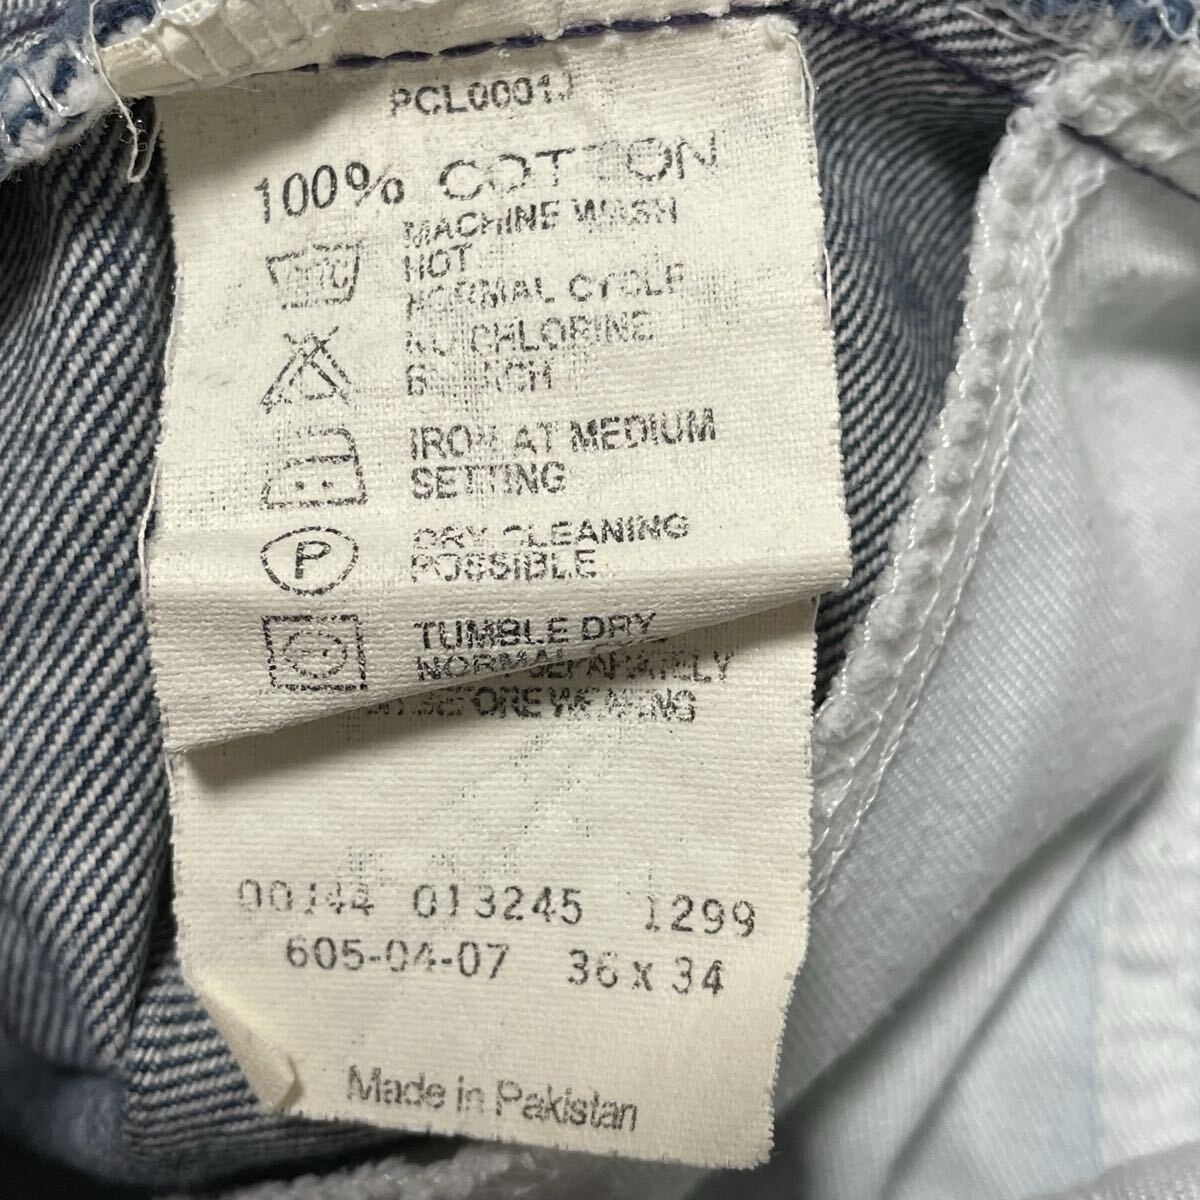 PCL0001J
100% COTTON
MACHINE WASH
HOT
NORMAL CYCLE
NO CHLORINE
BLEACH
IRON AT MEDIUM
SETTING
P
DRY CLEANING
POSSIBLE
TUMBLE DRY
NORMAL
SEPARATELY
BEFORE WEARING
00J44 013245 1299
605-04-07 36 x 34
Made in Pakistan